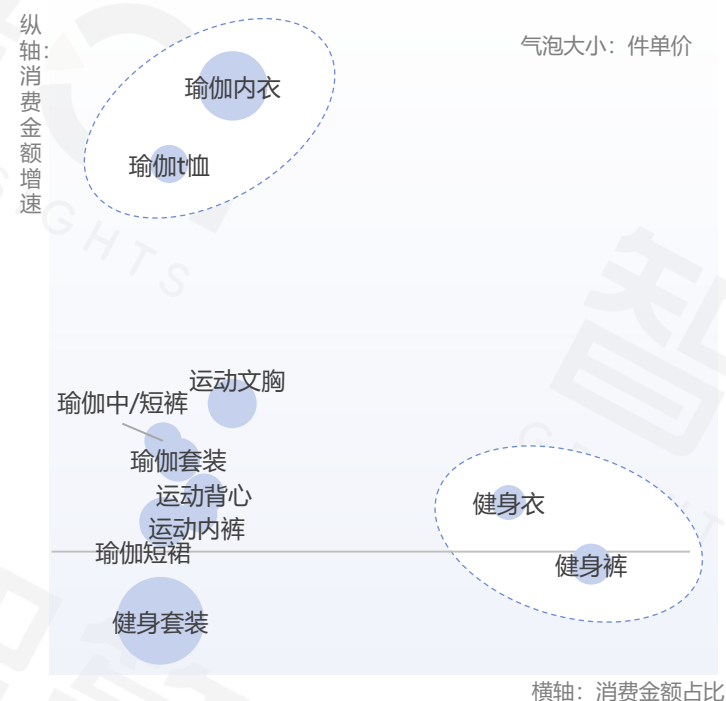 纵轴：消费金额增速
气泡大小：件单价
瑜伽内衣
瑜伽t恤
运动文胸
瑜伽中/短裤
瑜伽套装
运动背心
健身衣
运动内裤
瑜伽短裙
健身裤
健身套装
横轴：消费金额占比
GHTS
智